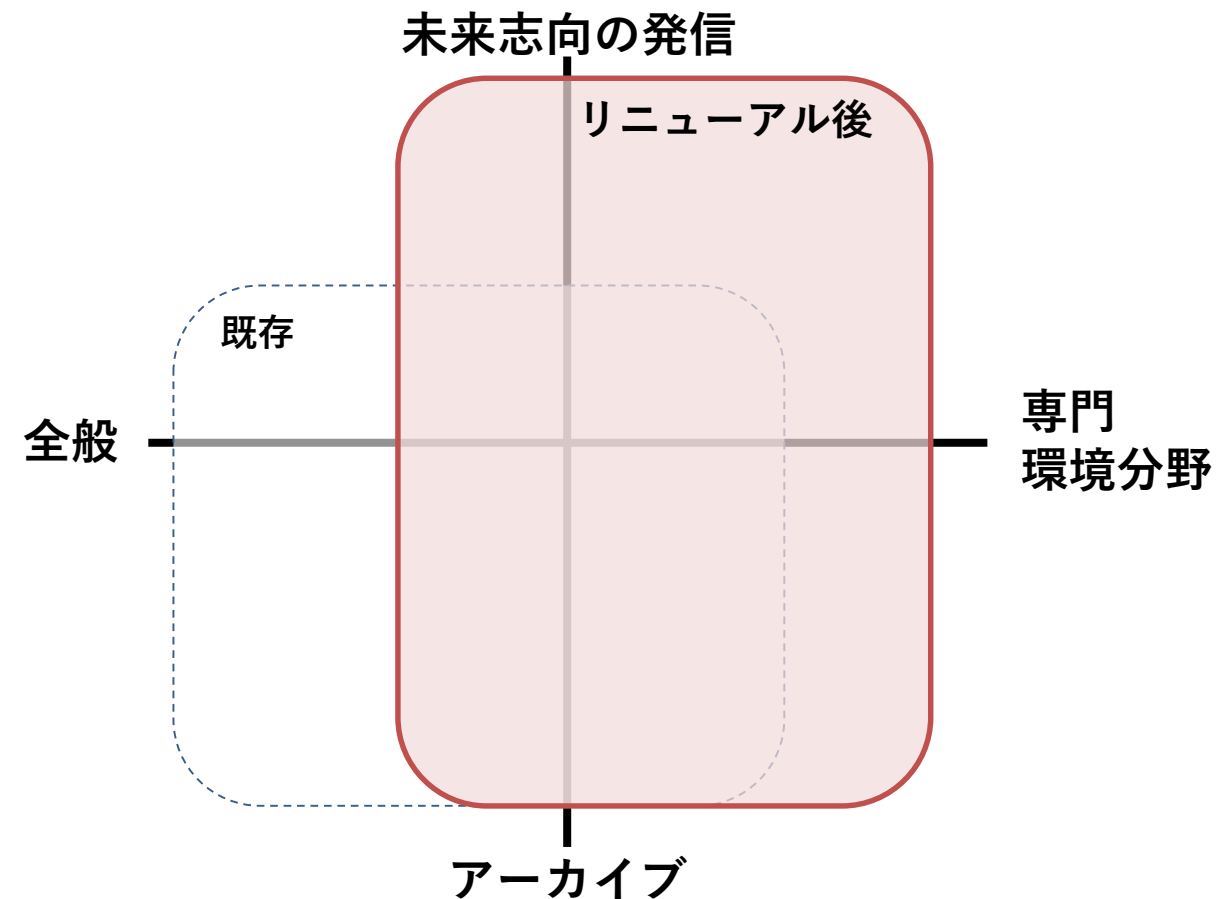 未来志向の発信
リニューアル後
既存
全般
専門
環境分野
アーカイブ